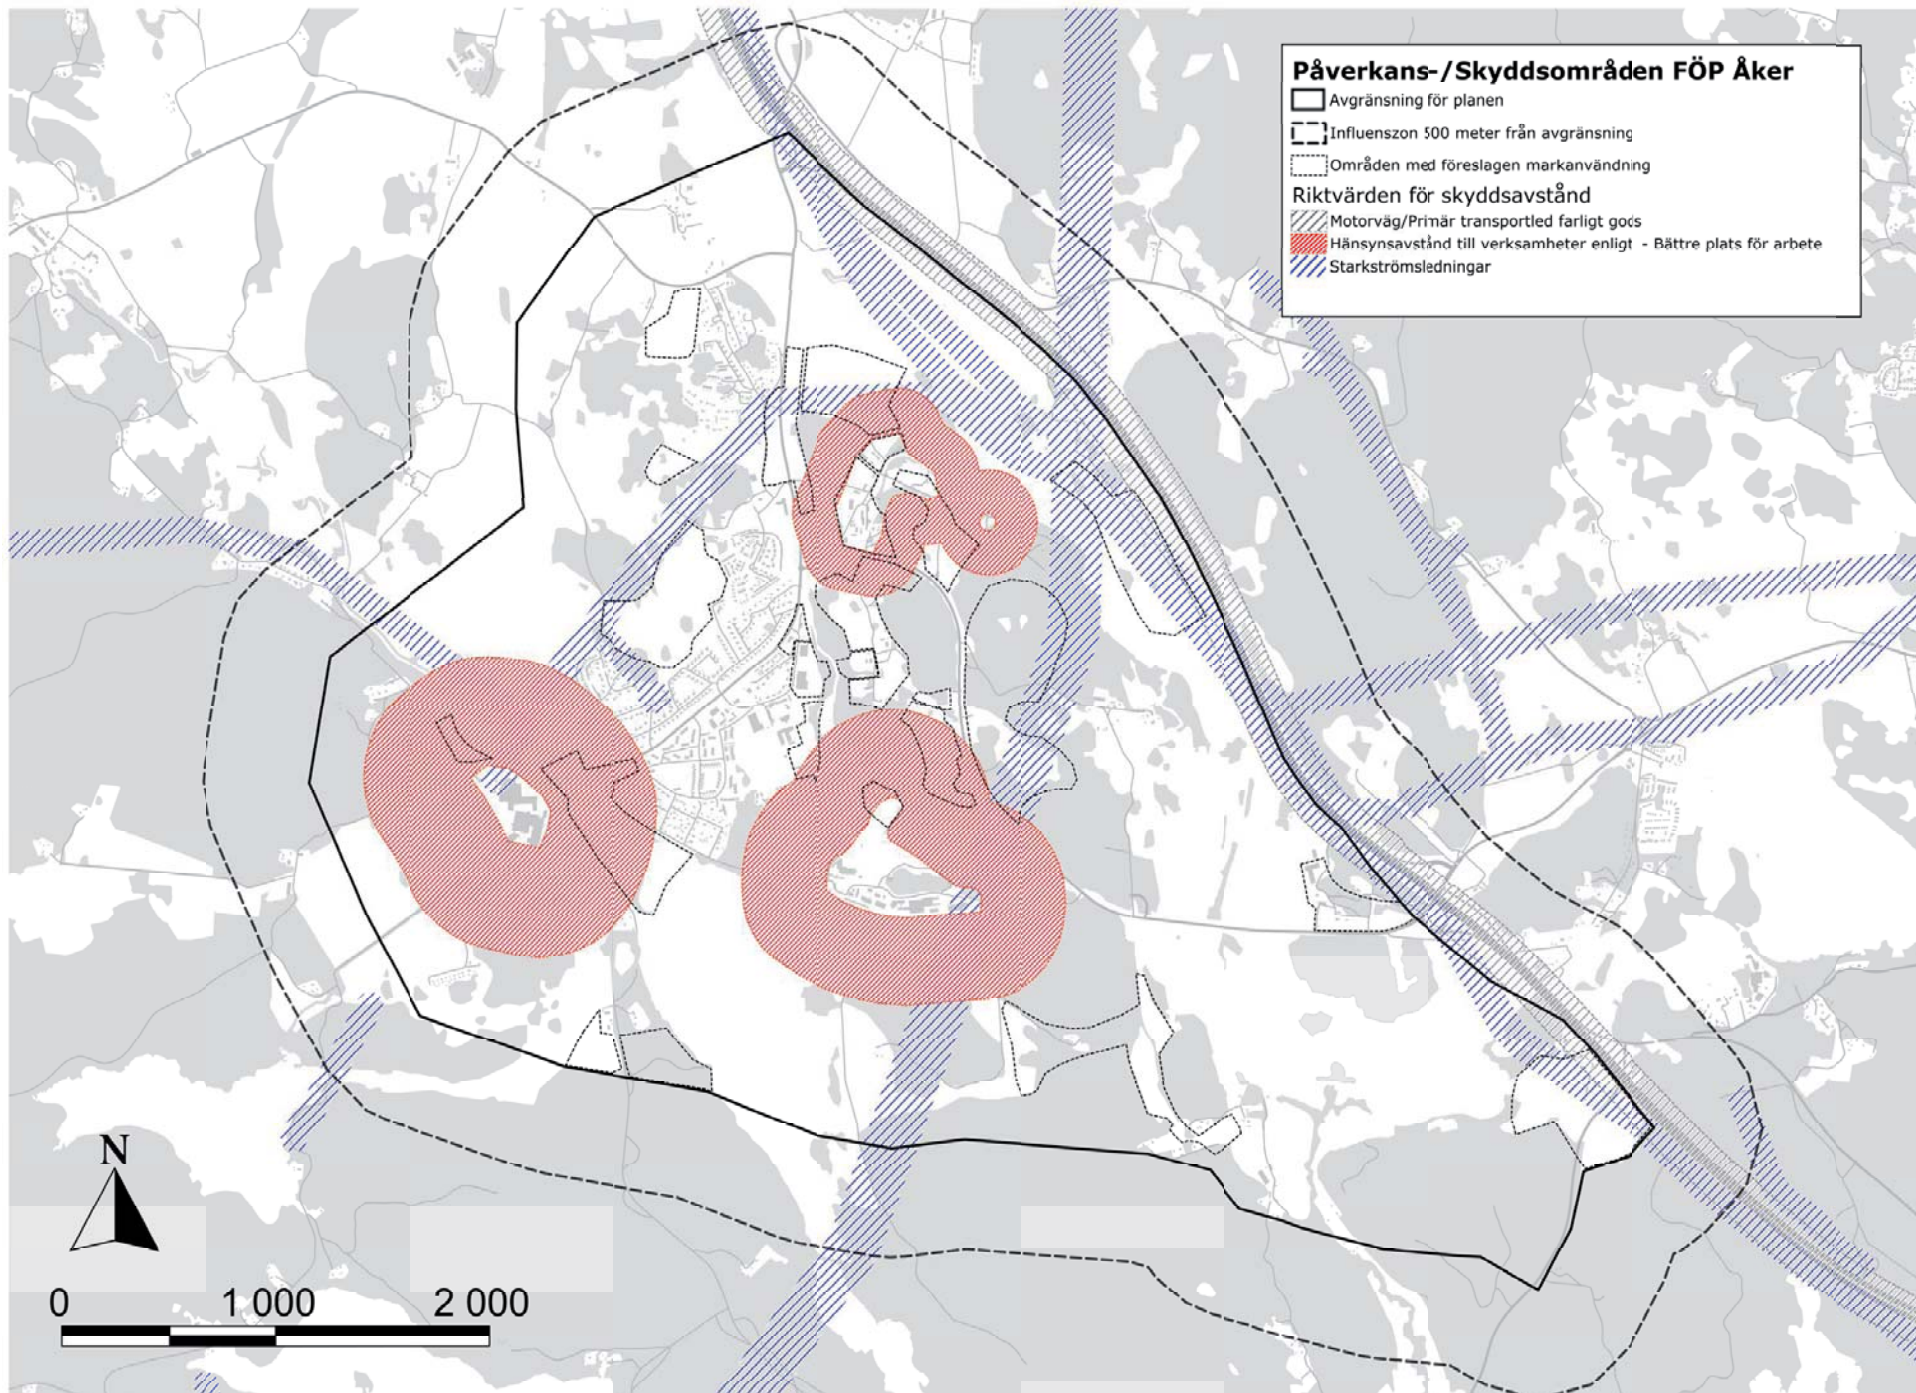 Påverkans-/Skyddsområden FÖP Åker
Avgränsning för planen
Influenszon 500 meter från avgränsning
Områden med föreslagen markanvändning
Riktvärden för skyddsavstånd
Motorväg/Primär transportled farligt gods
Hänsynsavstånd till verksamheter enligt - Bättre plats för arbete
Starkströmsledningar
N
0 1 000 2 000